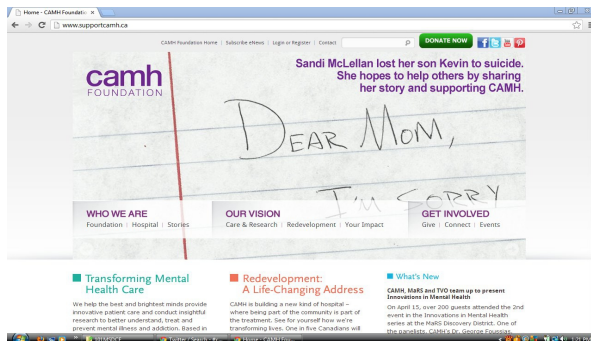 Home - CAMH Foundatio
www.supportcamh.ca
CAMH Foundation Home | Subscribe eNews | Login or Register | Contact
DONATE NOW
camh
FOUNDATION
Sandi McLellan lost her son Kevin to suicide.
She hopes to help others by sharing
her story and supporting CAMH.
DEAR MOM,
I'M SORRY
WHO WE ARE
Foundation | Hospital | Stories
OUR VISION
Care & Research | Redevelopment | Your Impact
GET INVOLVED
Give | Connect | Events
Transforming Mental
Health Care
We help the best and brightest minds provide
innovative patient care and conduct insightful
research to better understand, treat and
prevent mental illness and addiction. Based in
Redevelopment:
A Life-Changing Address
CAMH is building a new kind of hospital –
where being part of the community is part of
the treatment. See for yourself how we're
transforming lives. One in five Canadians will
What's New
CAMH, MaRS and TVO team up to present
Innovations in Mental Health
On April 15, over 200 guests attended the 2nd
event in the Innovations in Mental Health
series at the MaRS Discovery District. One of
the panelists, CAMH's Dr. George Foussias,
Twitter / Search - #
Home - CAMH Fou
1:21 PM